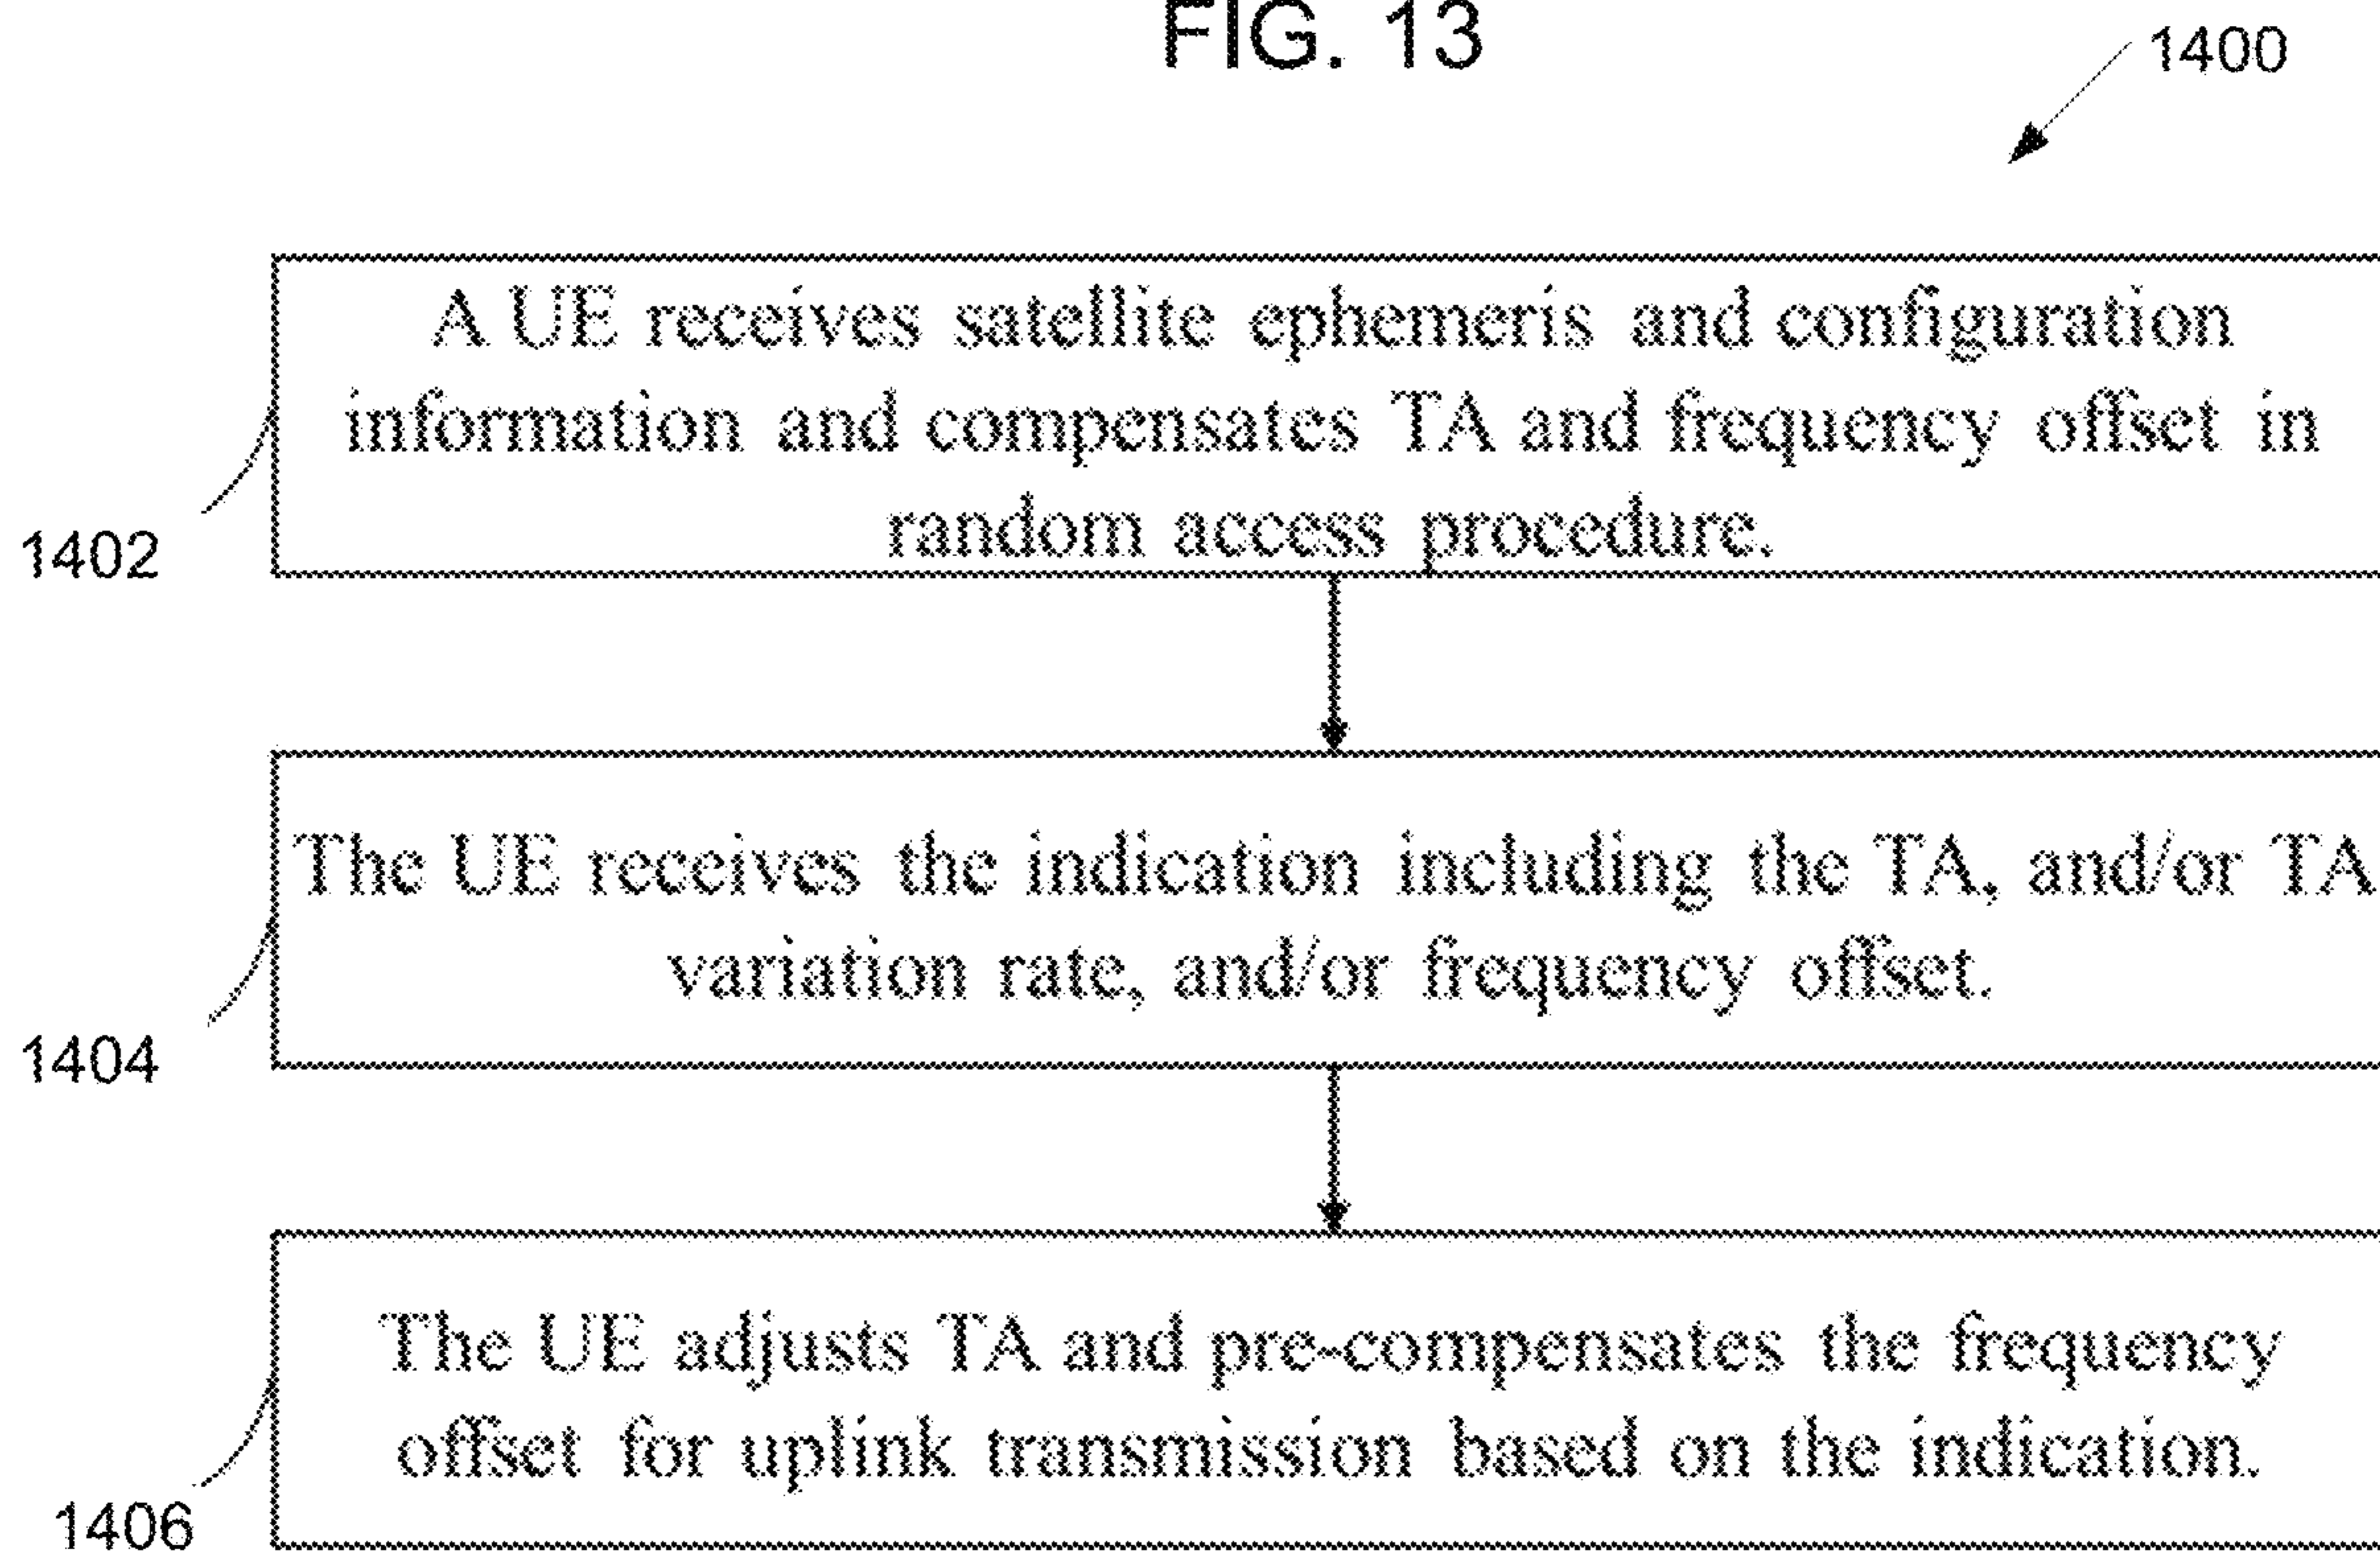 FIG. 13
1400
A UE receives satellite ephemeris and configuration
information and compensates TA and frequency offset in
random access procedure.
1402
The UE receives the indication including the TA, and/or TA
variation rate, and/or frequency offset.
1404
The UE adjusts TA and pre-compensates the frequency
offset for uplink transmission based on the indication.
1406